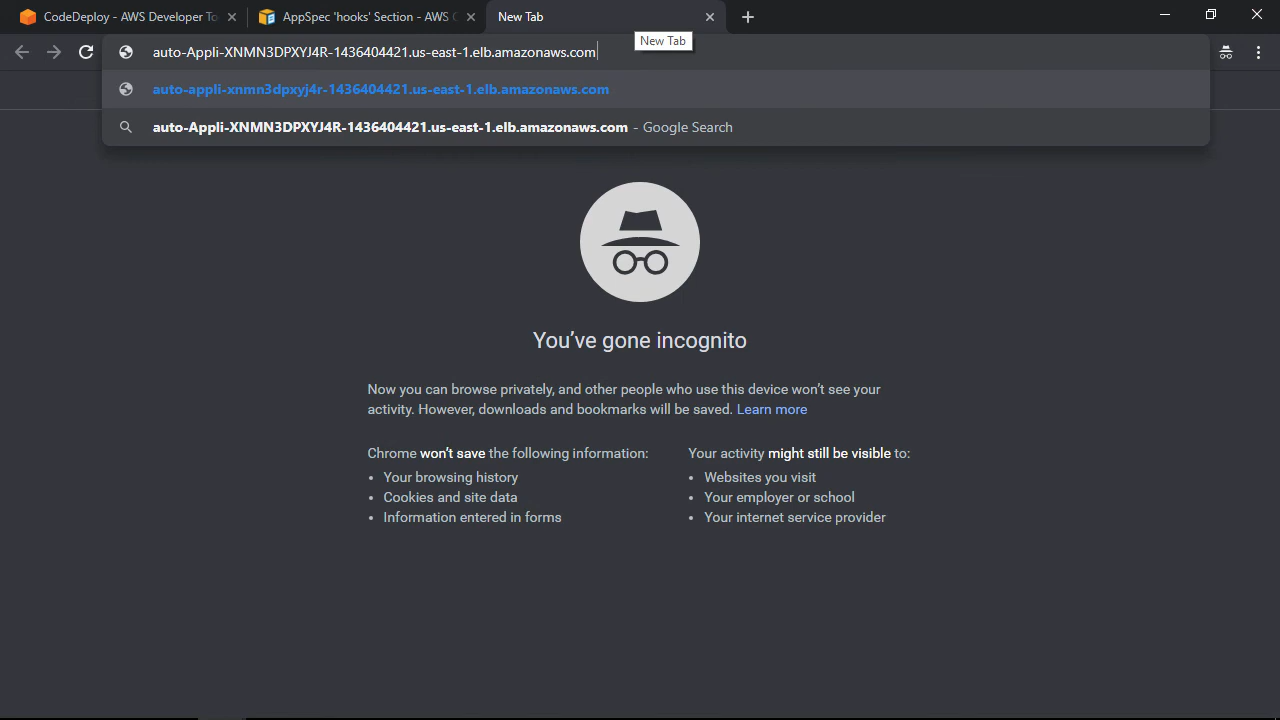 CodeDeploy - AWS Developer To
AppSpec 'hooks' Section - AWS C
New Tab
New Tab
auto-Appli-XNMN3DPXYJ4R-1436404421.us-east-1.elb.amazonaws.com
auto-appli-xnmn3dpxyj4r-1436404421.us-east-1.elb.amazonaws.com
auto-Appli-XNMN3DPXYJ4R-1436404421.us-east-1.elb.amazonaws.com - Google Search
You've gone incognito
Now you can browse privately, and other people who use this device won't see your
activity. However, downloads and bookmarks will be saved. Learn more
Chrome won't save the following information:
• Your browsing history
• Cookies and site data
• Information entered in forms
Your activity might still be visible to:
• Websites you visit
• Your employer or school
• Your internet service provider